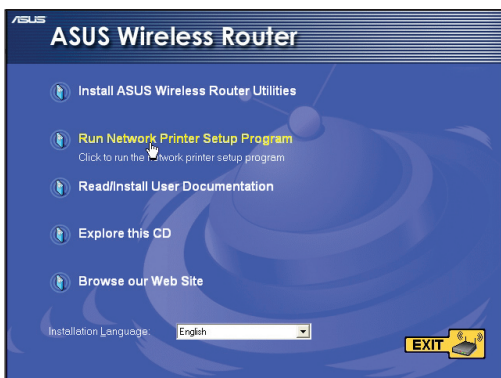 ASUS
ASUS Wireless Router
Install ASUS Wireless Router Utilities
Run Network Printer Setup Program
Click to run the network printer setup program
Read/Install User Documentation
Explore this CD
Browse our Web Site
Installation Language: English
EXIT